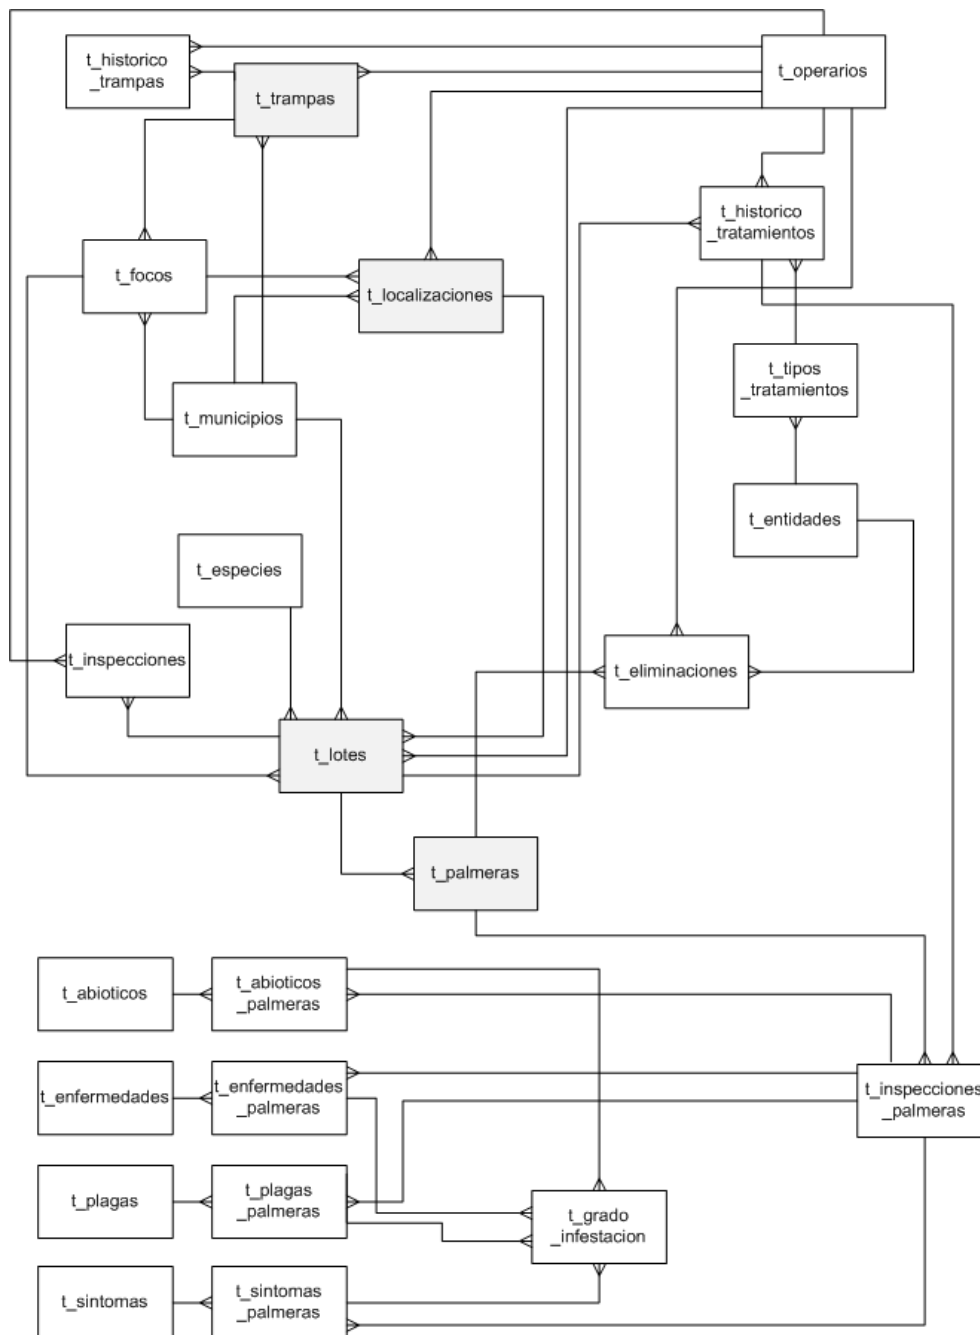 t_historico
_trampas
t_trampas
t_operarios
t_historico
_tratamientos
t_focos
t_localizaciones
t_tipos
_tratamientos
t_municipios
t_entidades
t_especies
t_inspecciones
t_eliminaciones
t_lotes
t_palmeras
t_abioticos
t_abioticos
_palmeras
t_enfermedades
t_enfermedades
_palmeras
t_inspecciones
_palmeras
t_plagas
t_plagas
_palmeras
t_grado
_infestacion
t_sintomas
t_sintomas
_palmeras